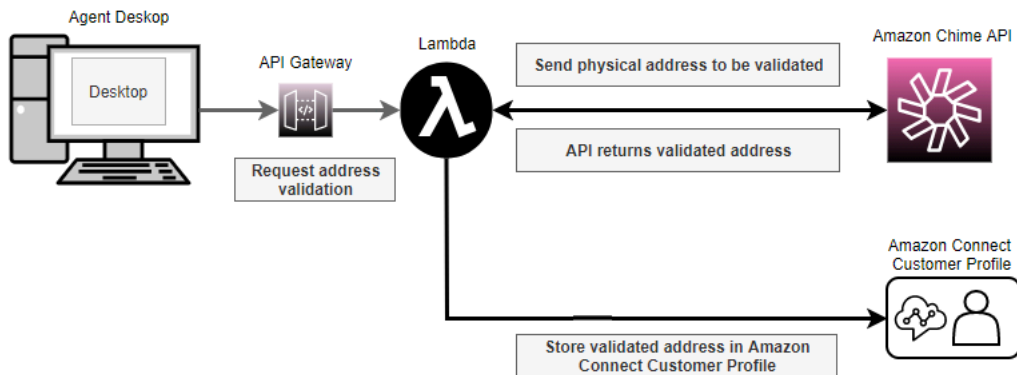 Agent Deskop
Desktop
API Gateway
</>
Request address
validation
Lambda
λ
Send physical address to be validated
API returns validated address
Amazon Chime API
Amazon Connect
Customer Profile
Store validated address in Amazon
Connect Customer Profile